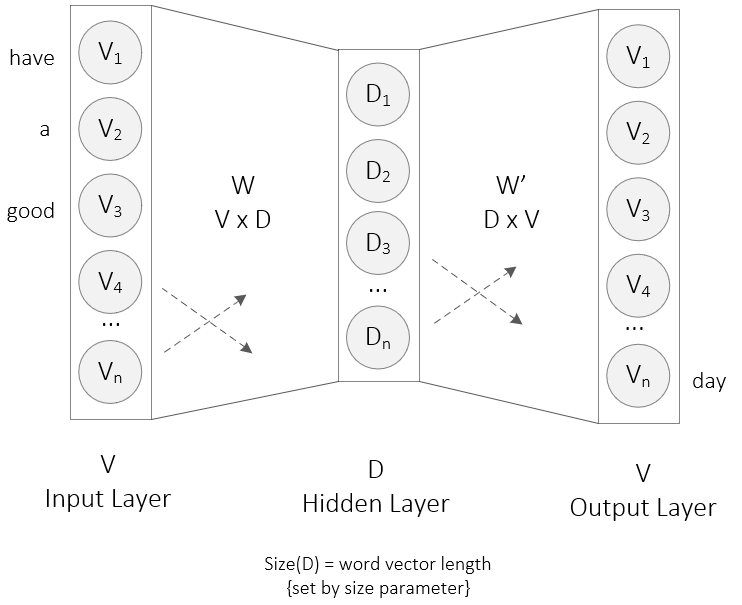 have
a
good
V1
V2
V3
V4
...
Vn
W
V x D
D1
D2
D3
...
Dn
W’
D x V
V1
V2
V3
V4
...
Vn
day
V
Input Layer
D
Hidden Layer
V
Output Layer
Size(D) = word vector length
{set by size parameter}